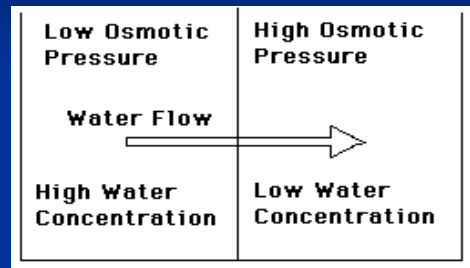 Low Osmotic
Pressure
High Osmotic
Pressure
Water Flow
High Water
Concentration
Low Water
Concentration